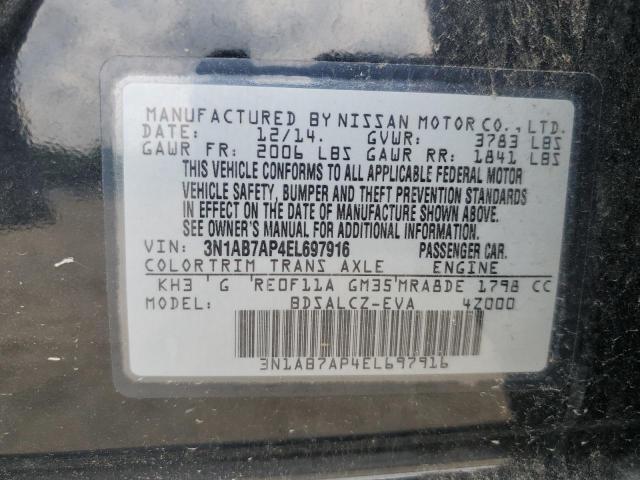 MANUFACTURED BY NISSAN MOTOR CO., LTD.
DATE: 12/14. GVWR: 3783 LBS
GAWR FR: 2006 LBS GAWR RR: 1841 LBS
THIS VEHICLE CONFORMS TO ALL APPLICABLE FEDERAL MOTOR
VEHICLE SAFETY, BUMPER AND THEFT PREVENTION STANDARDS
IN EFFECT ON THE DATE OF MANUFACTURE SHOWN ABOVE.
SEE OWNER'S MANUAL FOR ADDITIONAL INFORMATION.
VIN: 3N1AB7AP4EL697916 PASSENGER CAR.
COLORTRIM TRANS AXLE ENGINE
KH3 G RE0F11A GM35 MRA8DE 1798 CC
MODEL: BDSALCZ-EVA 4Z000
3N1AB7AP4EL697916